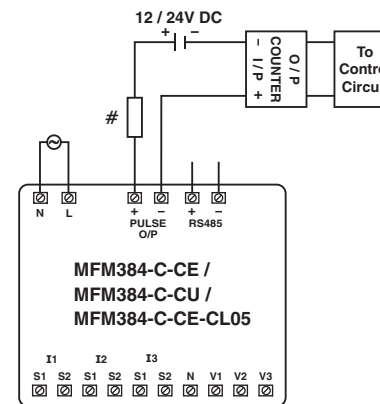 12 / 24V DC
+ –
– I/P +
COUNTER
O/P
To
Contro
Circu
#
N L
+ – + –
PULSE RS485
O/P
MFM384-C-CE /
MFM384-C-CU /
MFM384-C-CE-CL05
I1 I2 I3
S1 S2 S1 S2 S1 S2 N V1 V2 V3